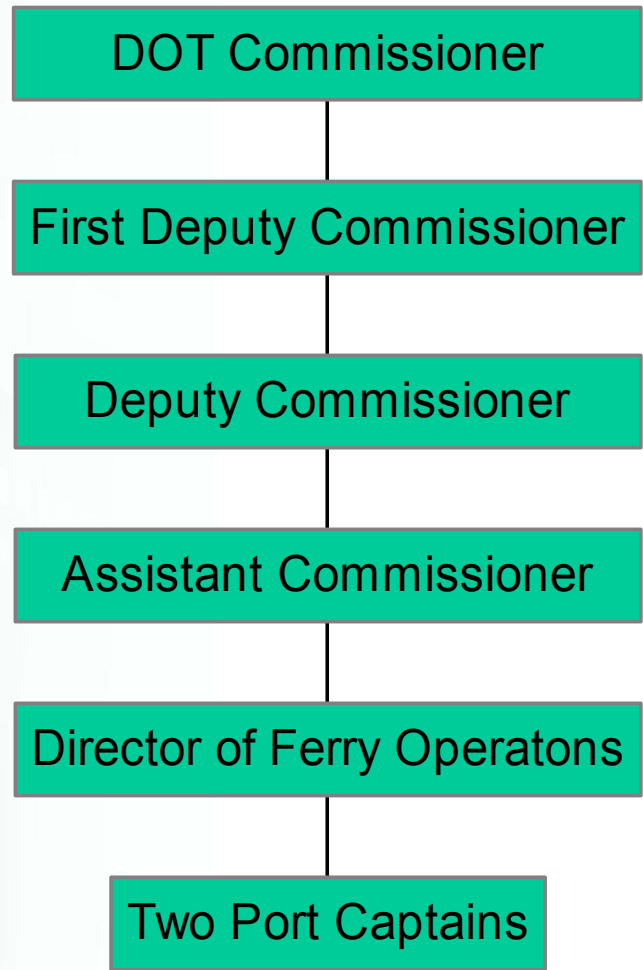 DOT Commissioner
First Deputy Commissioner
Deputy Commissioner
Assistant Commissioner
Director of Ferry Operatons
Two Port Captains